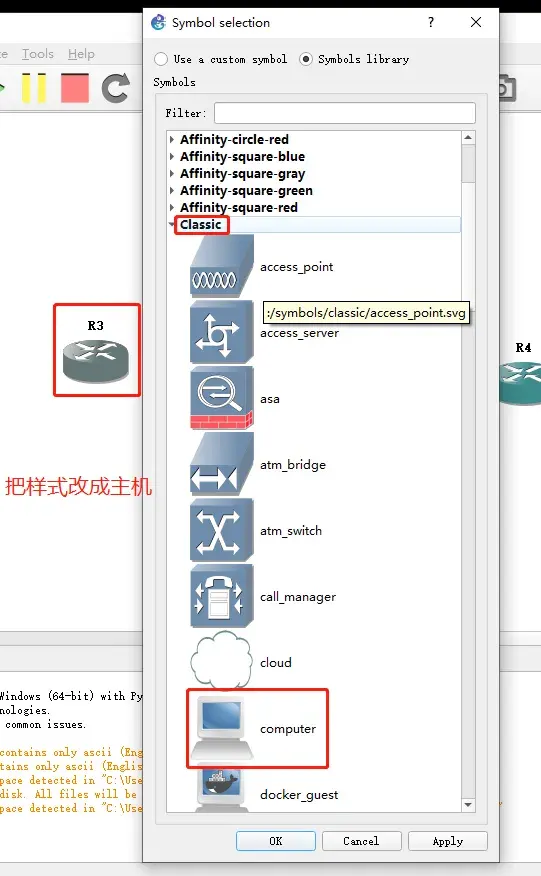 Symbol selection
?
te Tools Help
Use a custom symbol
Symbols library
Symbols
Filter:
Affinity-circle-red
Affinity-square-blue
Affinity-square-gray
Affinity-square-green
Affinity-square-red
Classic
access_point
:/symbols/classic/access_point.svg
access_server
R3
R4
asa
atm_bridge
把样式改成主机
atm_switch
call_manager
cloud
Windows (64-bit) with Py
nologies.
common issues.
computer
contains only ascii (Eng
tains only ascii (Englis
pace detected in "C:\Use
disk. All files will be
pace detected in "C:\Use
docker_guest
OK
Cancel
Apply